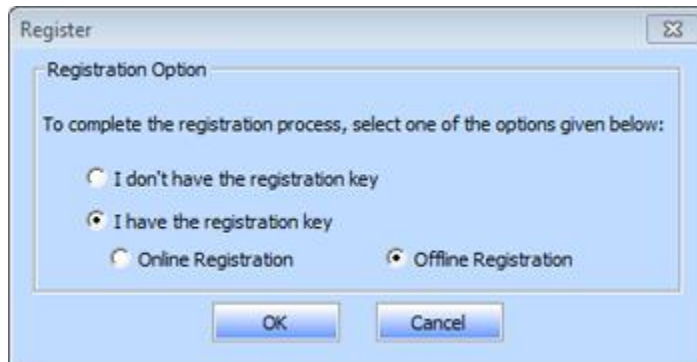 Register
Registration Option
To complete the registration process, select one of the options given below:
I don't have the registration key
I have the registration key
Online Registration Offline Registration
OK Cancel